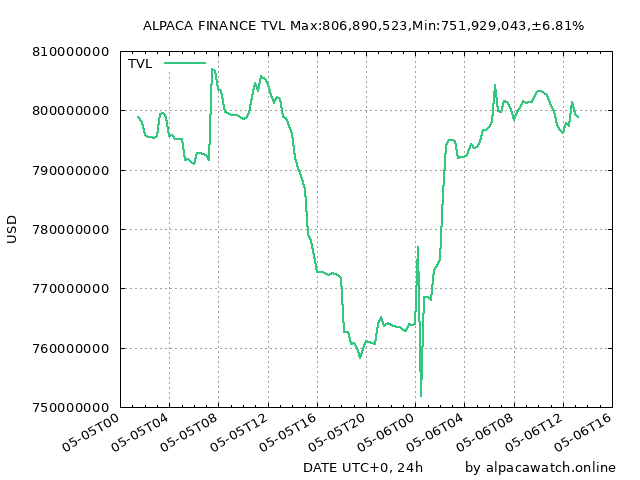 ALPACA FINANCE TVL Max:806,890,523,Min:751,929,043,±6.81%
TVL
810000000
800000000
790000000
780000000
770000000
760000000
750000000
USD
05-05T00
05-05T04
05-05T08
05-05T12
05-05T16
05-05T20
05-06T00
05-06T04
05-06T08
05-06T12
05-06T16
DATE UTC+0, 24h
by alpacawatch.online